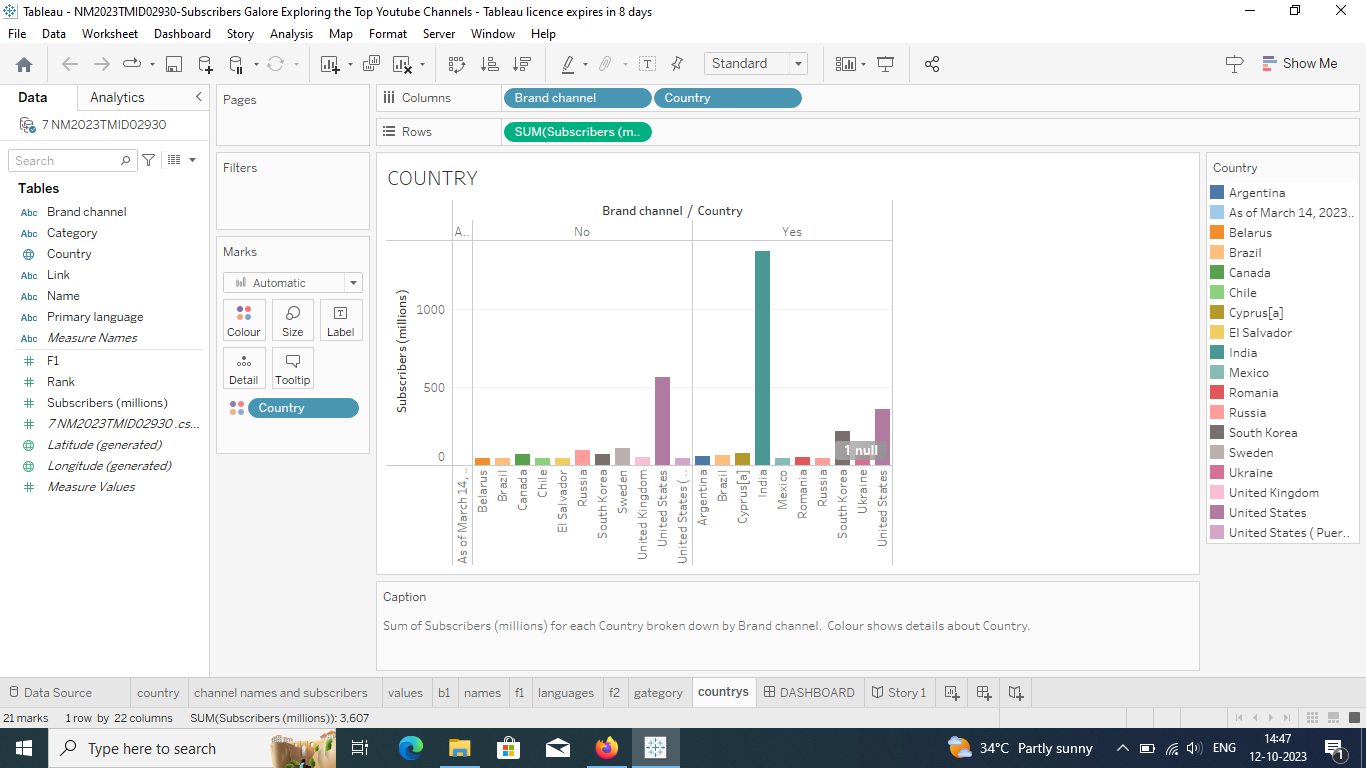 Tableau - NM2023TMID02930-Subscribers Galore Exploring the Top Youtube Channels - Tableau licence expires in 8 days
File Data Worksheet Dashboard Story Analysis Map Format Server Window Help
Standard
Show Me
Data Analytics
7 NM2023TMID02930
Search
Tables
Abc Brand channel
Abc Category
Country
Abc Link
Abc Name
Abc Primary language
Abc Measure Names
F1
Rank
Subscribers (millions)
7 NM2023TMID02930 .cs...
Latitude (generated)
Longitude (generated)
Measure Values
Pages
Filters
Marks
Automatic
Colour Size Label
Detail Tooltip
Country
Columns Brand channel Country
Rows SUM(Subscribers (m..
COUNTRY
Brand channel / Country
A.. No Yes
Subscribers (millions)
1000
500
0
1 null
As of March 14, ..
Belarus
Brazil
Canada
Chile
El Salvador
Russia
South Korea
Sweden
United Kingdom
United States
United States ( ..
Argentina
Brazil
Cyprus[a]
India
Mexico
Romania
Russia
South Korea
Ukraine
United States
Caption
Sum of Subscribers (millions) for each Country broken down by Brand channel. Colour shows details about Country.
Country
Argentina
As of March 14, 2023..
Belarus
Brazil
Canada
Chile
Cyprus[a]
El Salvador
India
Mexico
Romania
Russia
South Korea
Sweden
Ukraine
United Kingdom
United States
United States ( Puer..
Data Source country channel names and subscribers values b1 names f1 languages f2 gategory countrys DASHBOARD Story 1
21 marks 1 row by 22 columns SUM(Subscribers (millions)): 3,607
Type here to search
34°C Partly sunny
ENG
14:47
12-10-2023
1